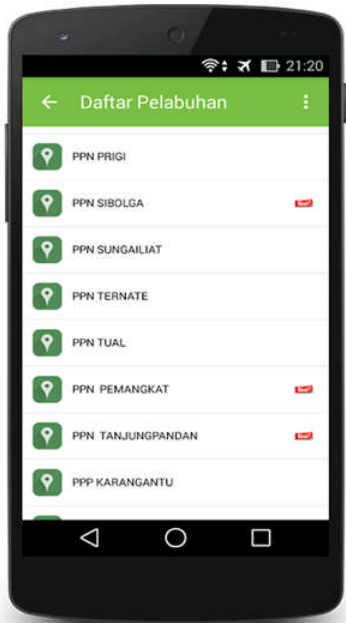 21:20
Daftar Pelabuhan
PPN PRIGI
PPN SIBOLGA
PPN SUNGAILIAT
PPN TERNATE
PPN TUAL
PPN PEMANGKAT
PPN TANJUNGPANDAN
PPP KARANGANTU